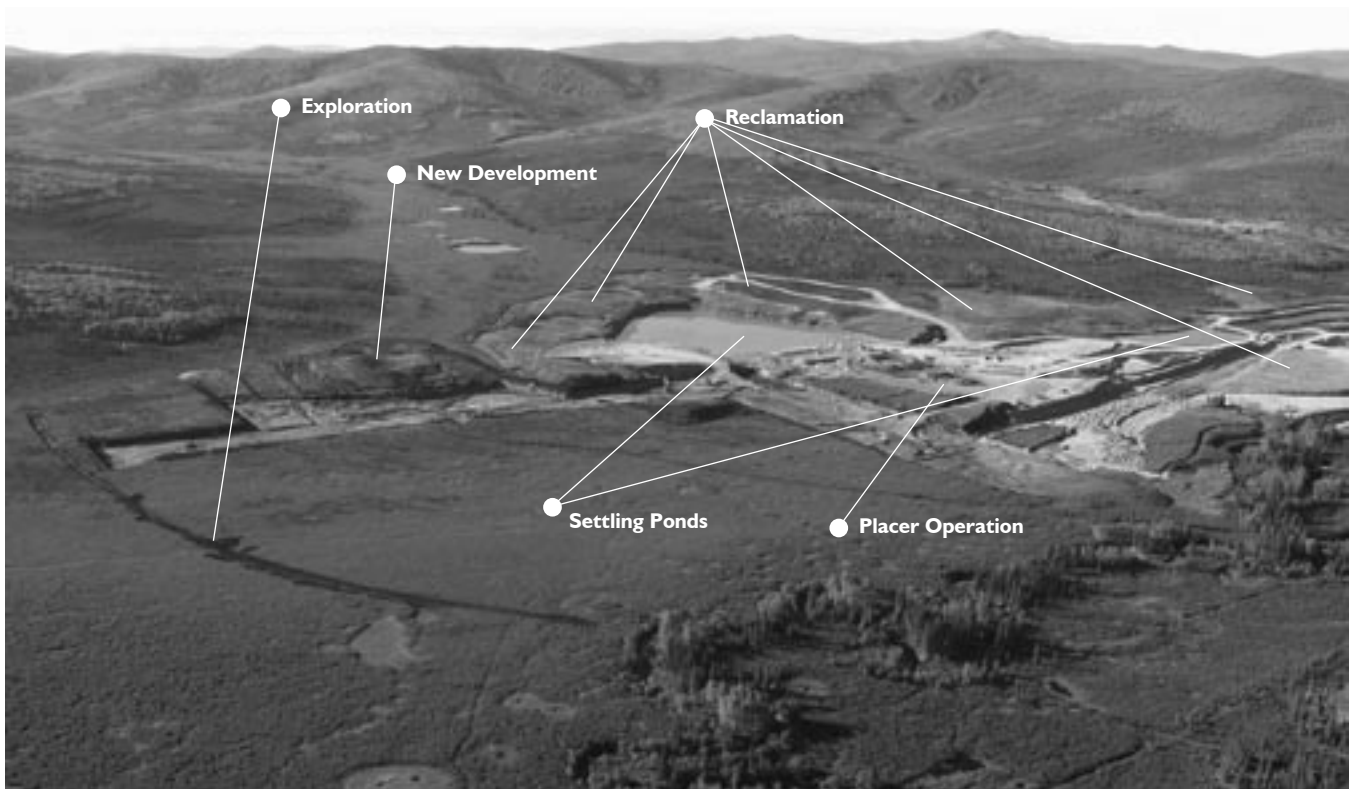 Exploration
Reclamation
New Development
Settling Ponds
Placer Operation